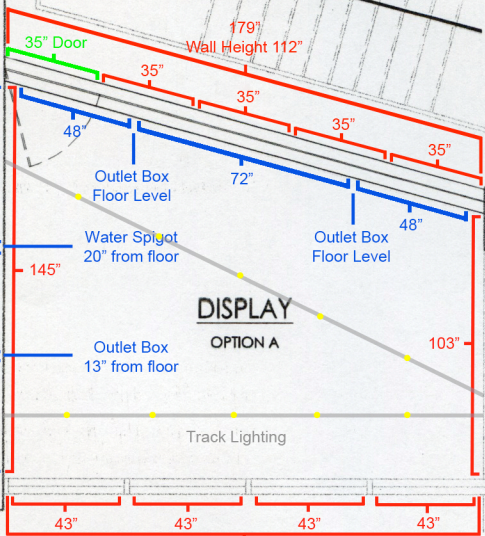 179”
Wall Height 112”
35” Door
35”
35”
35”
35”
48”
72”
48”
Outlet Box
Floor Level
Outlet Box
Floor Level
Water Spigot
20” from floor
145”
DISPLAY
OPTION A
103”
Outlet Box
13” from floor
Track Lighting
43”
43”
43”
43”